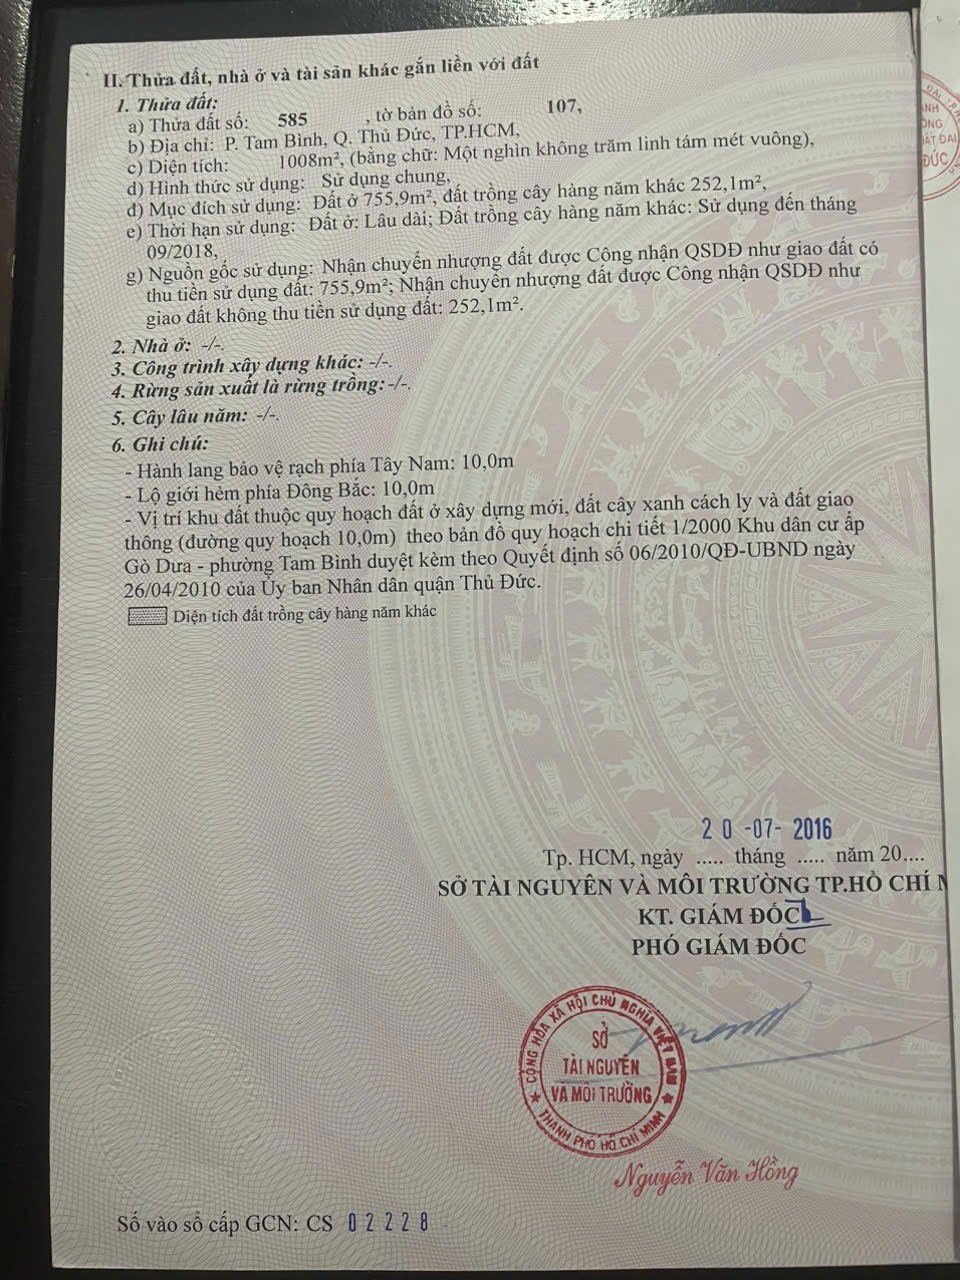 II. Thửa đất, nhà ở và tài sản khác gắn liền với đất
1. Thửa đất:
a) Thửa đất số: 585 , tờ bản đồ số: 107,
b) Địa chỉ: P. Tam Bình, Q. Thủ Đức, TP.HCM,
c) Diện tích: 1008m², (bằng chữ: Một nghìn không trăm linh tám mét vuông),
d) Hình thức sử dụng: Sử dụng chung,
đ) Mục đích sử dụng: Đất ở 755,9m², đất trồng cây hàng năm khác 252,1m²,
e) Thời hạn sử dụng: Đất ở: Lâu dài; Đất trồng cây hàng năm khác: Sử dụng đến tháng
09/2018,
g) Nguồn gốc sử dụng: Nhận chuyển nhượng đất được Công nhận QSDĐ như giao đất có
thu tiền sử dụng đất: 755,9m²; Nhận chuyển nhượng đất được Công nhận QSDĐ như
giao đất không thu tiền sử dụng đất: 252,1m².
2. Nhà ở: -/-.
3. Công trình xây dựng khác: -/-.
4. Rừng sản xuất là rừng trồng: -/-.
5. Cây lâu năm: -/-.
6. Ghi chú:
- Hành lang bảo vệ rạch phía Tây Nam: 10,0m
- Lộ giới hẻm phía Đông Bắc: 10,0m
- Vị trí khu đất thuộc quy hoạch đất ở xây dựng mới, đất cây xanh cách ly và đất giao
thông (đường quy hoạch 10,0m) theo bản đồ quy hoạch chi tiết 1/2000 Khu dân cư ấp
Gò Dưa - phường Tam Bình duyệt kèm theo Quyết định số 06/2010/QĐ-UBND ngày
26/04/2010 của Ủy ban Nhân dân quận Thủ Đức.
Diện tích đất trồng cây hàng năm khác
20 -07- 2016
Tp. HCM, ngày ..... tháng ..... năm 20....
SỞ TÀI NGUYÊN VÀ MÔI TRƯỜNG TP.HỒ CHÍ
KT. GIÁM ĐỐC
PHÓ GIÁM ĐỐC
CỘNG HÒA XÃ HỘI CHỦ NGHĨA VIỆT NAM
SỞ
TÀI NGUYÊN
VÀ MÔI TRƯỜNG
THÀNH PHỐ HỒ CHÍ MINH
Nguyễn Văn Hồng
Số vào sổ cấp GCN: CS 02228